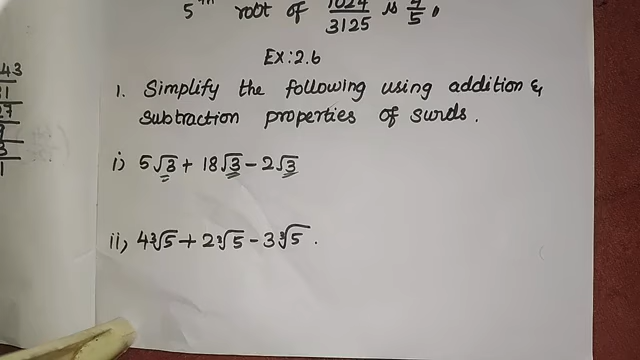 5ᵗʰ root of 1024/3125 is 4/5,
Ex:2.6
1. Simplify the following using addition &
subtraction properties of surds.
i) 5√3 + 18√3 − 2√3
ii) 4∛5 + 2∛5 − 3∛5.